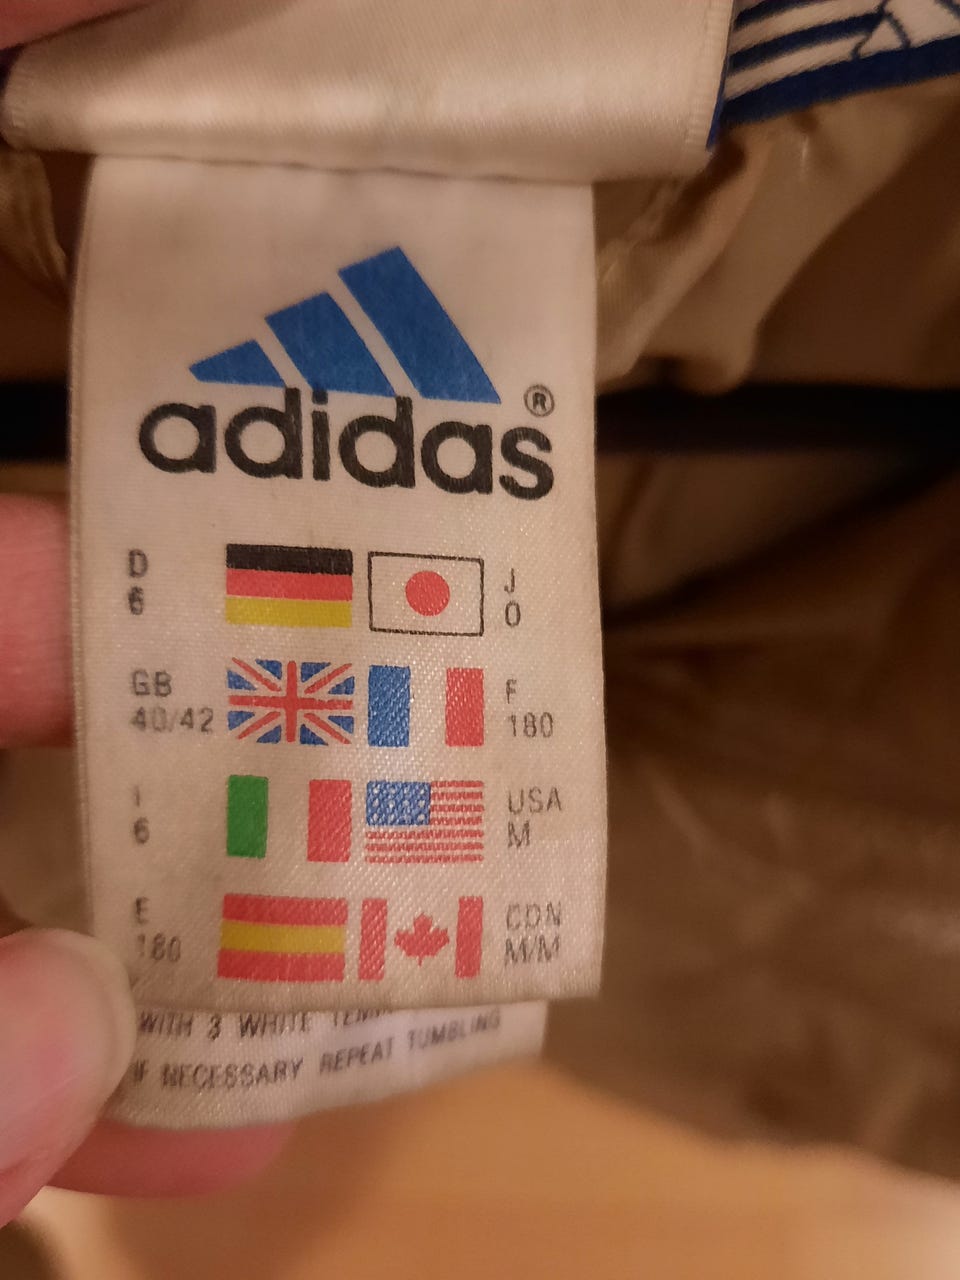 adidas®
D J
6 O
GB F
40/42 180
I USA
6 M
E CDN
180 M/M
WITH 3 WHITE
IF NECESSARY REPEAT TUMBLING